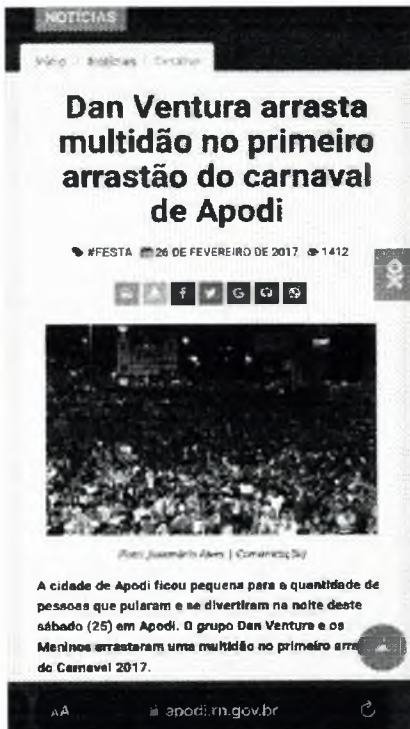 NOTÍCIAS
Início / Notícias / Detalhe
Dan Ventura arrasta
multidão no primeiro
arrastão do carnaval
de Apodi
#FESTA 26 DE FEVEREIRO DE 2017 1412
A cidade de Apodi ficou pequena para a quantidade de
pessoas que pularam e se divertiram na noite deste
sábado (25) em Apodi. O grupo Dan Ventura e os
Meninos arrastaram uma multidão no primeiro
do Carnaval 2017.
AA apodi.rn.gov.br